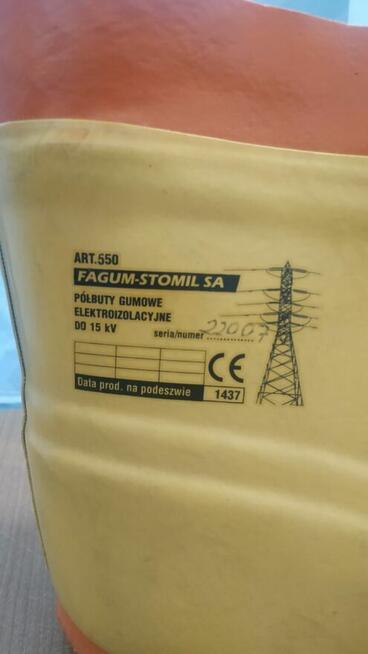 ART.550
FAGUM-STOMIL SA
PÓŁBUTY GUMOWE
ELEKTROIZOLACYJNE
DO 15 kV
seria/numer 22007
CE
Data prod. na podeszwie 1437